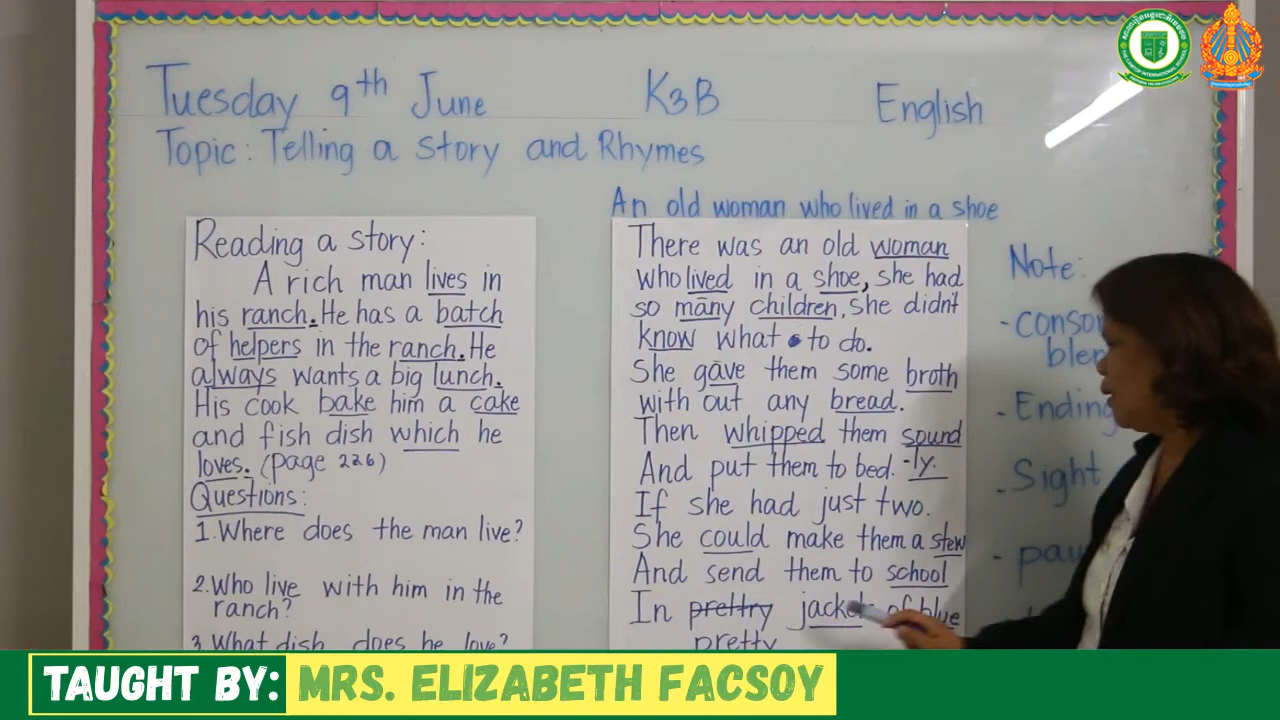 Tuesday 9th June K3B English
Topic: Telling a story and Rhymes
Reading a story:
A rich man lives in
his ranch. He has a batch
of helpers in the ranch. He
always wants a big lunch.
His cook bake him a cake
and fish dish which he
loves. (page 226)
Questions:
1. Where does the man live?
2. Who live with him in the
ranch?
3. What dish does he love?
An old woman who lived in a shoe
There was an old woman
who lived in a shoe, she had
so many children, she didn't
know what to do.
She gave them some broth
with out any bread.
Then whipped them sound
-ly.
And put them to bed.
If she had just two.
She could make them a stew
And send them to school
In prettry jacket of blue
pretty
Note:
- Ending
- Sight
TAUGHT BY: MRS. ELIZABETH FACSOY